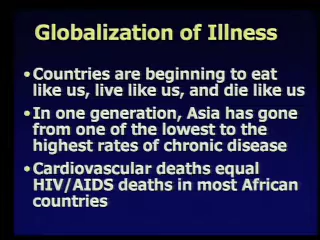 Globalization of Illness
• Countries are beginning to eat
like us, live like us, and die like us
• In one generation, Asia has gone
from one of the lowest to the
highest rates of chronic disease
• Cardiovascular deaths equal
HIV/AIDS deaths in most African
countries